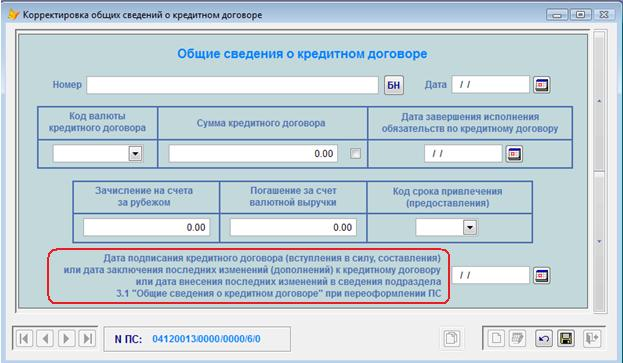 Корректировка общих сведений о кредитном договоре
Общие сведения о кредитном договоре
Номер БН Дата / /
Код валюты
кредитного договора
Сумма кредитного договора
Дата завершения исполнения
обязательств по кредитному договору
0.00 / /
Зачисление на счета
за рубежом
Погашение за счет
валютной выручки
Код срока привлечения
(предоставления)
0.00 0.00
Дата подписания кредитного договора (вступления в силу, составления)
или дата заключения последних изменений (дополнений) к кредитному договору
или дата внесения последних изменений в сведения подраздела
3.1 "Общие сведения о кредитном договоре" при переоформлении ПС
/ /
N ПС: 04120013/0000/0000/6/0